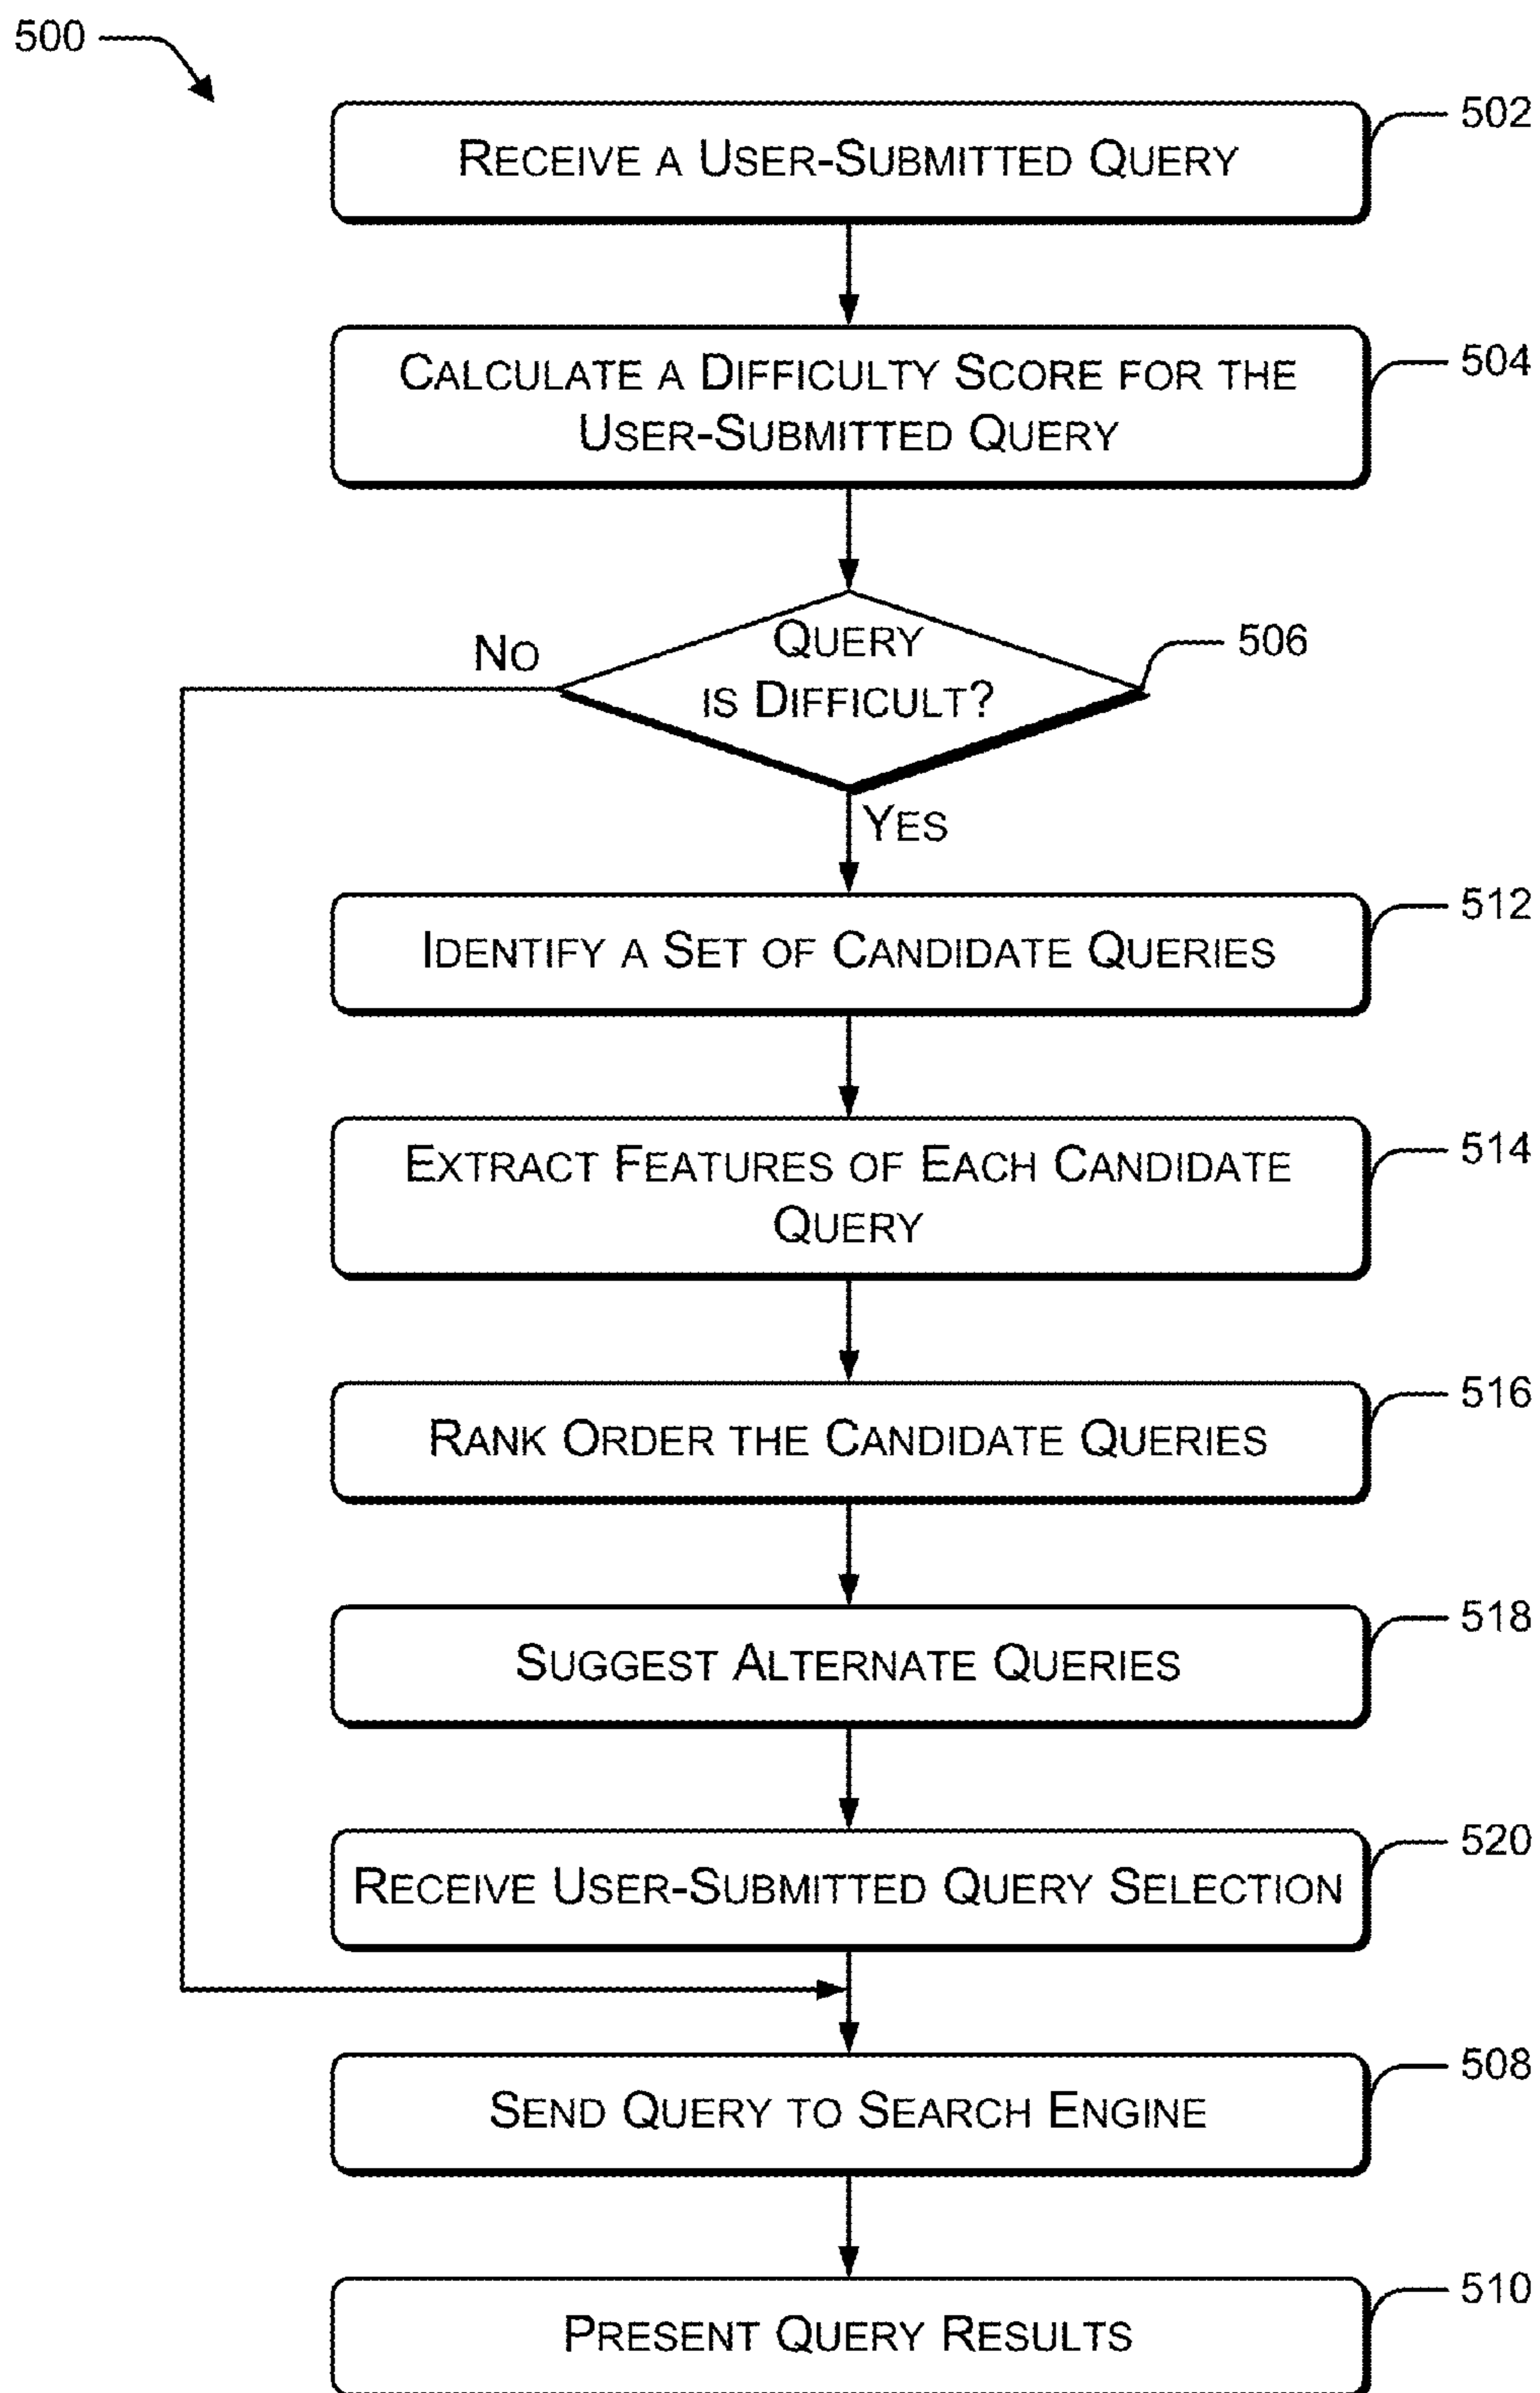 500
RECEIVE A USER-SUBMITTED QUERY
502
CALCULATE A DIFFICULTY SCORE FOR THE
USER-SUBMITTED QUERY
504
QUERY
IS DIFFICULT?
506
NO
YES
IDENTIFY A SET OF CANDIDATE QUERIES
512
EXTRACT FEATURES OF EACH CANDIDATE
QUERY
514
RANK ORDER THE CANDIDATE QUERIES
516
SUGGEST ALTERNATE QUERIES
518
RECEIVE USER-SUBMITTED QUERY SELECTION
520
SEND QUERY TO SEARCH ENGINE
508
PRESENT QUERY RESULTS
510